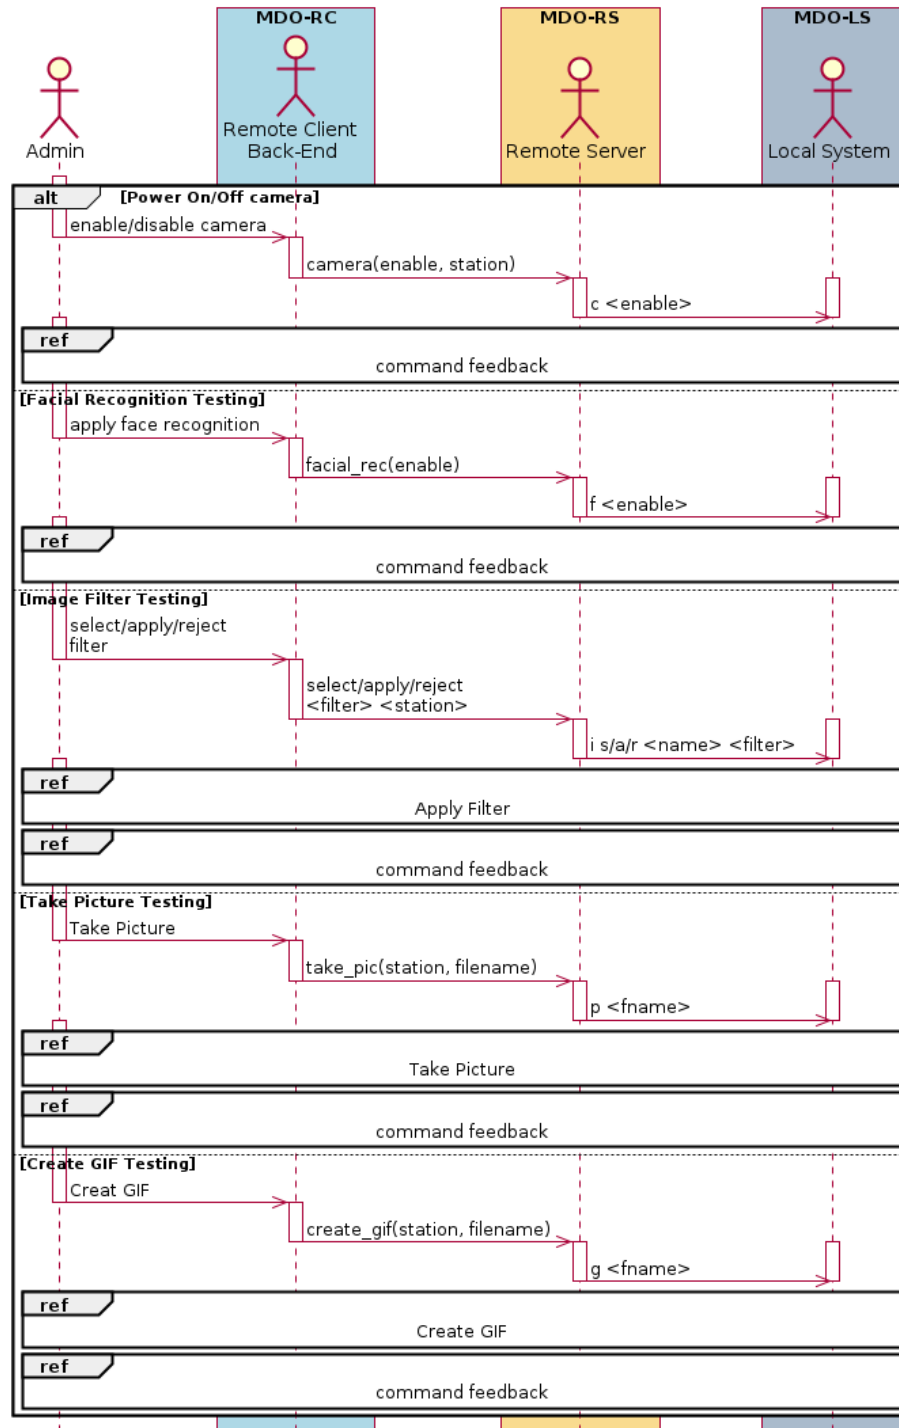 MDO-RC
MDO-RS
MDO-LS
Admin
Remote Client
Back-End
Remote Server
Local System
alt
[Power On/Off camera]
enable/disable camera
camera(enable, station)
c <enable>
ref
command feedback
[Facial Recognition Testing]
apply face recognition
facial_rec(enable)
f <enable>
ref
command feedback
[Image Filter Testing]
select/apply/reject
filter
select/apply/reject
<filter> <station>
i s/a/r <name> <filter>
ref
Apply Filter
ref
command feedback
[Take Picture Testing]
Take Picture
take_pic(station, filename)
p <fname>
ref
Take Picture
ref
command feedback
[Create GIF Testing]
Creat GIF
create_gif(station, filename)
g <fname>
ref
Create GIF
ref
command feedback